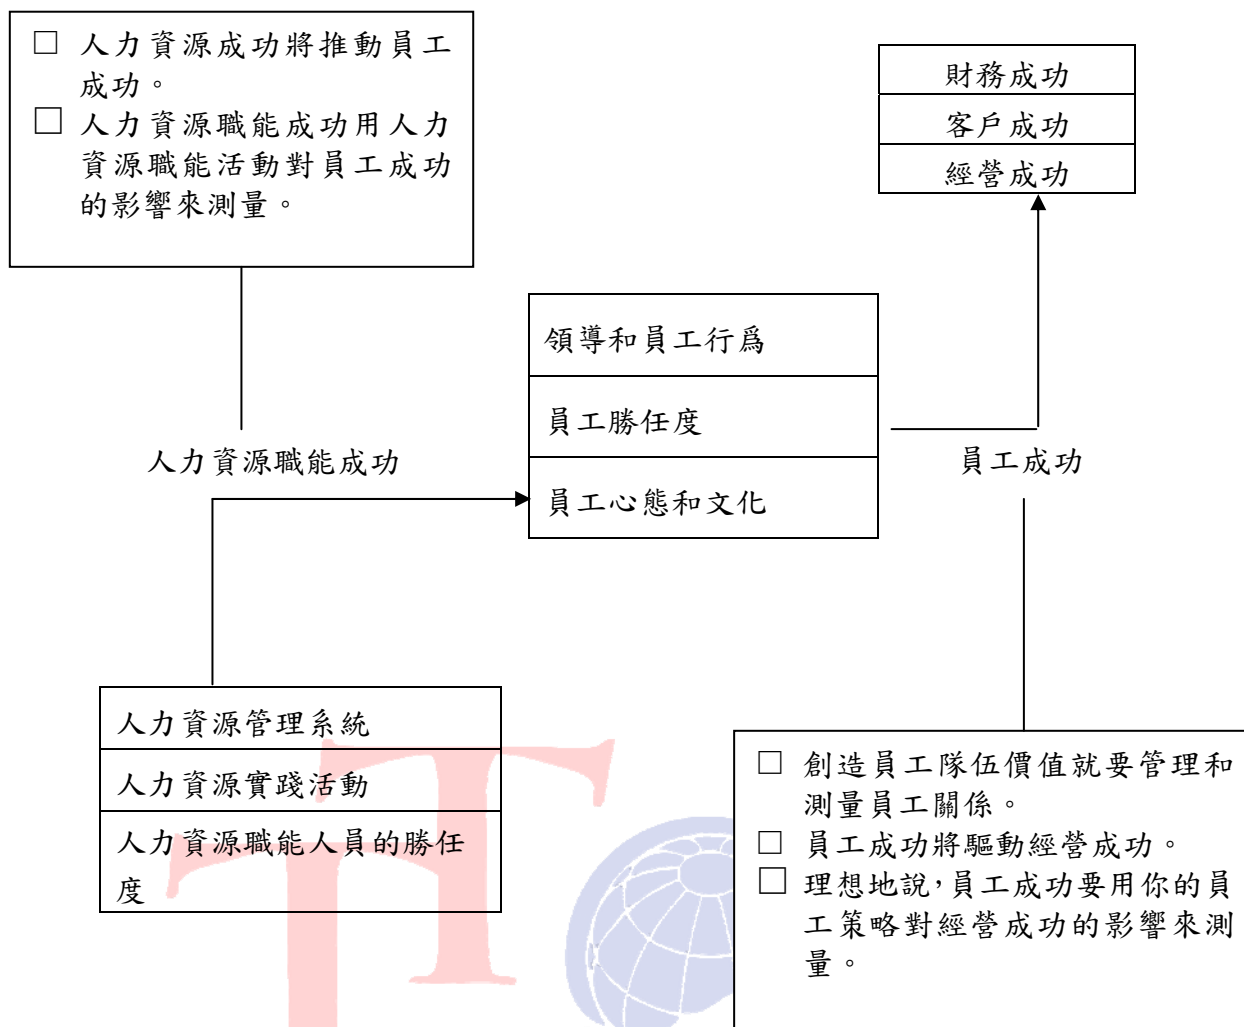 □ 人力資源成功將推動員工
成功。
□ 人力資源職能成功用人力
資源職能活動對員工成功
的影響來測量。
財務成功
客戶成功
經營成功
領導和員工行爲
員工勝任度
員工心態和文化
人力資源職能成功
員工成功
人力資源管理系統
人力資源實踐活動
人力資源職能人員的勝任
度
□ 創造員工隊伍價值就要管理和
測量員工關係。
□ 員工成功將驅動經營成功。
□ 理想地說，員工成功要用你的員
工策略對經營成功的影響來測
量。